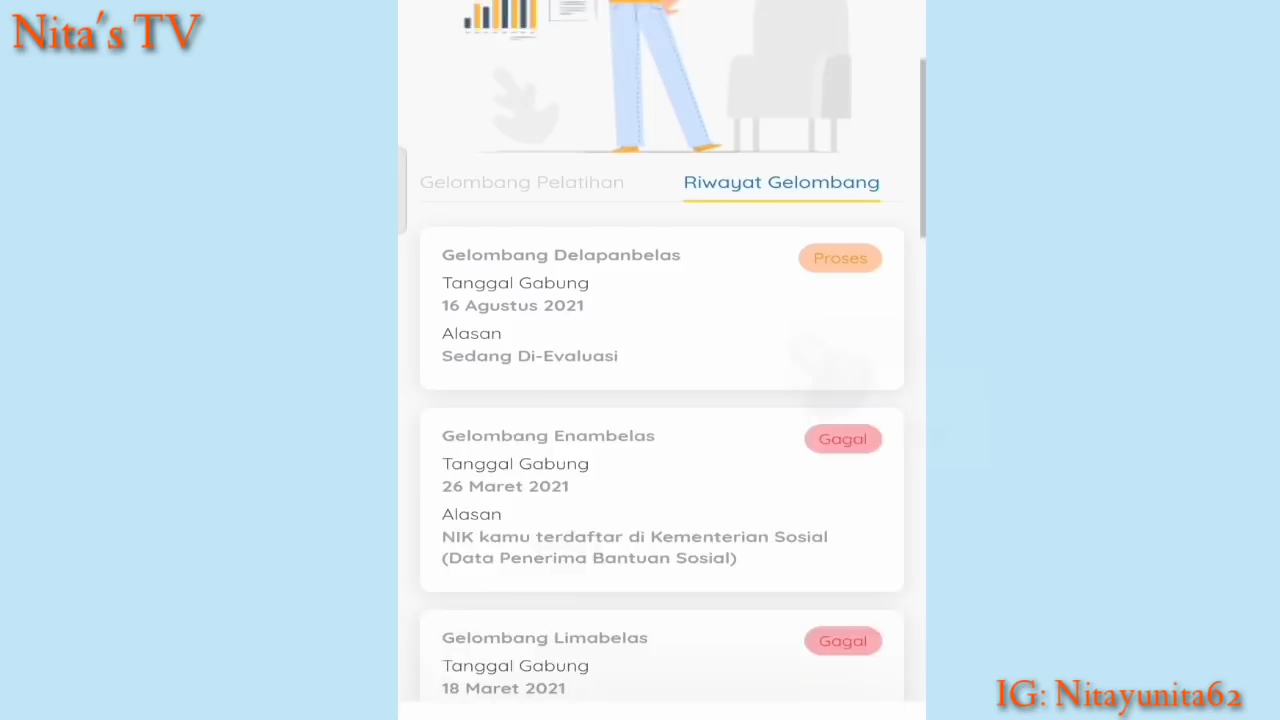 Nita's TV
Gelombang Pelatihan
Riwayat Gelombang
Gelombang Delapanbelas
Proses
Tanggal Gabung
16 Agustus 2021
Alasan
Sedang Di-Evaluasi
Gelombang Enambelas
Gagal
Tanggal Gabung
26 Maret 2021
Alasan
NIK kamu terdaftar di Kementerian Sosial
(Data Penerima Bantuan Sosial)
Gelombang Limabelas
Gagal
Tanggal Gabung
18 Maret 2021
IG: Nitayunita62